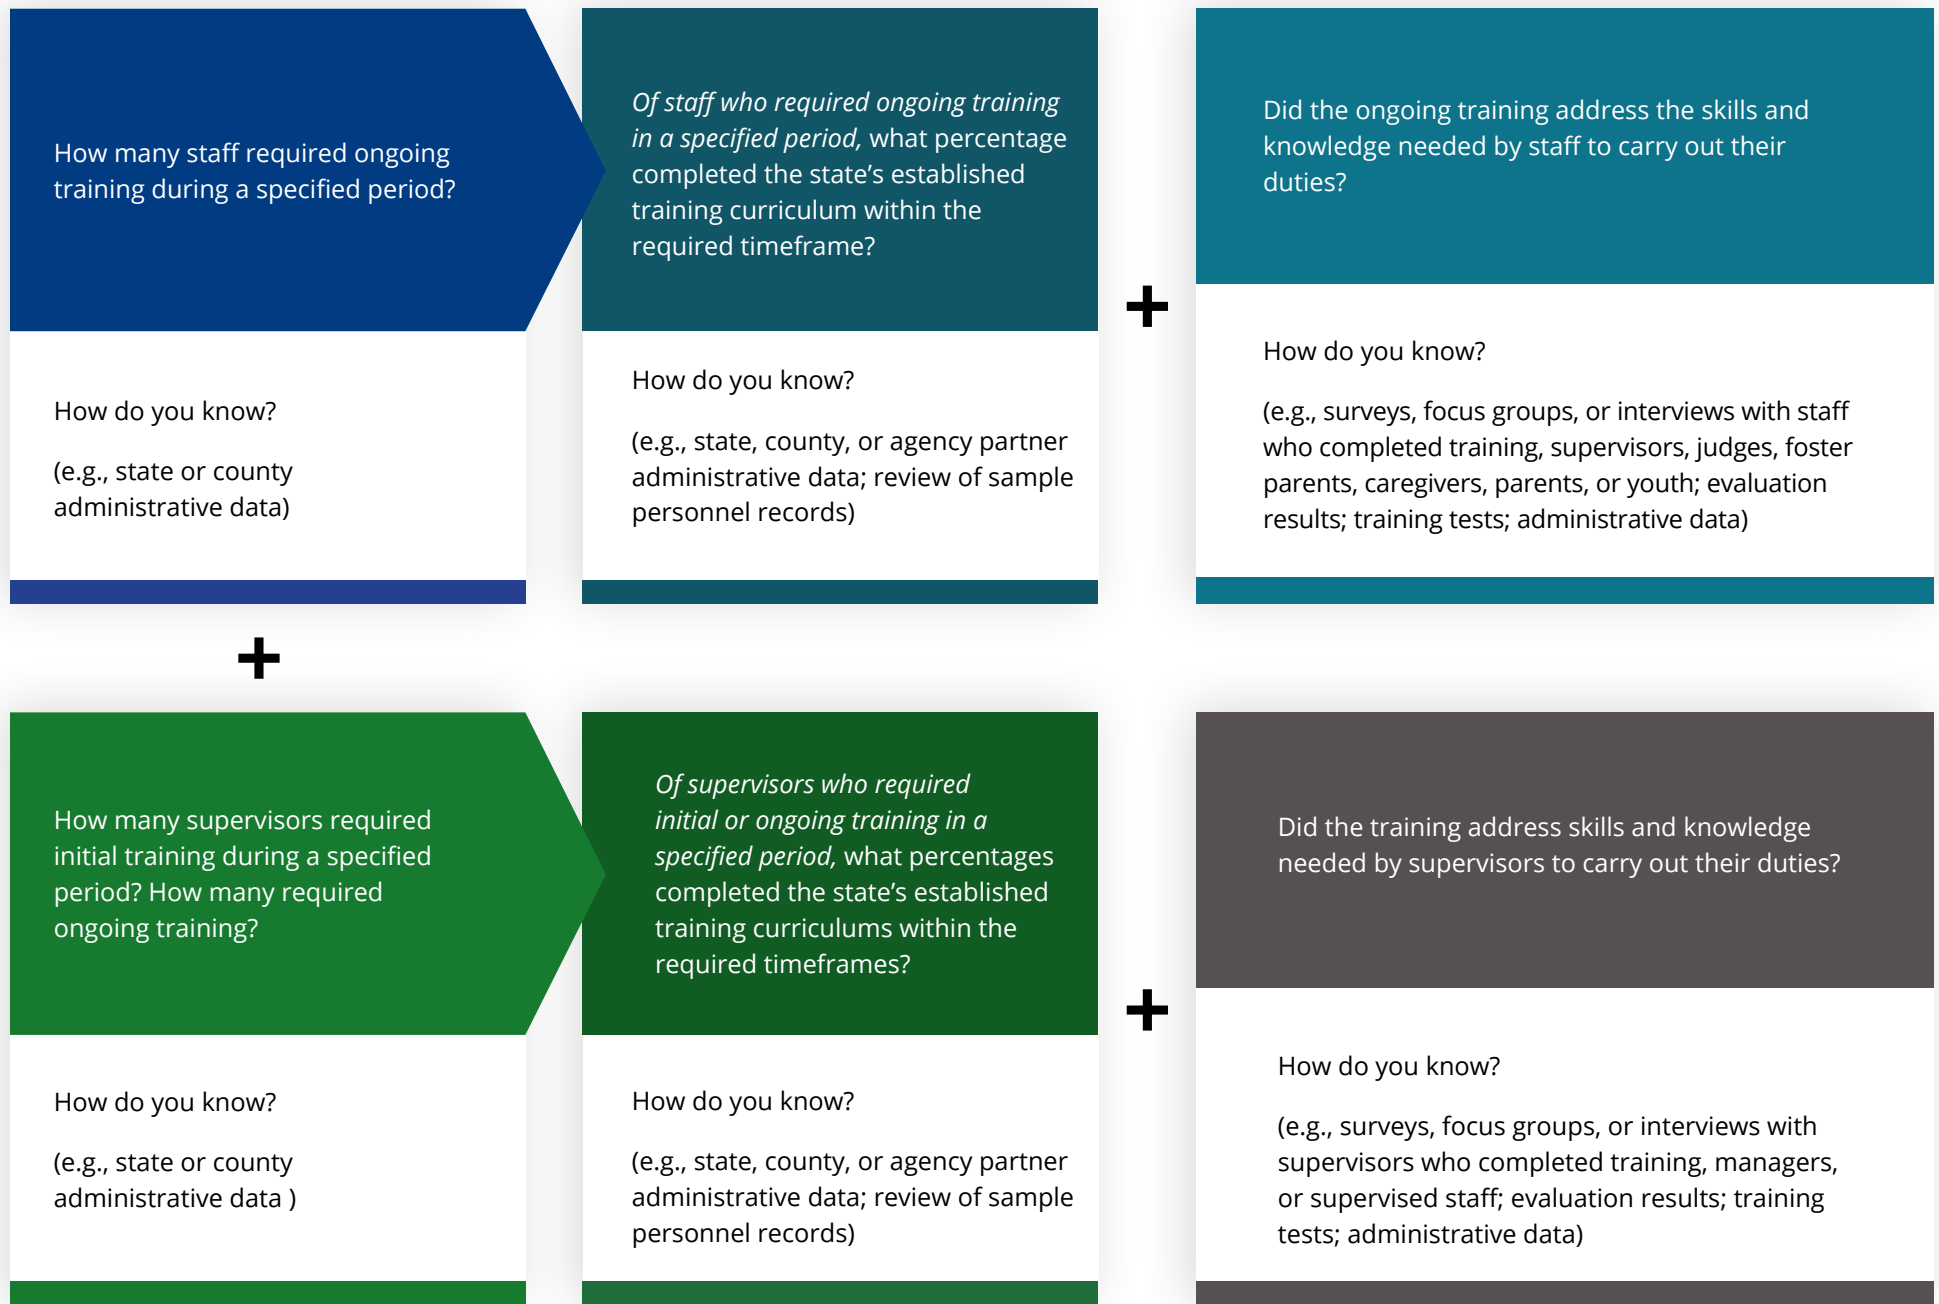 How many staff required ongoing
training during a specified period?
How do you know?
(e.g., state or county
administrative data)
Of staff who required ongoing training
in a specified period, what percentage
completed the state’s established
training curriculum within the
required timeframe?
How do you know?
(e.g., state, county, or agency partner
administrative data; review of sample
personnel records)
+
Did the ongoing training address the skills and
knowledge needed by staff to carry out their
duties?
How do you know?
(e.g., surveys, focus groups, or interviews with staff
who completed training, supervisors, judges, foster
parents, caregivers, parents, or youth; evaluation
results; training tests; administrative data)
+
How many supervisors required
initial training during a specified
period? How many required
ongoing training?
How do you know?
(e.g., state or county
administrative data )
Of supervisors who required
initial or ongoing training in a
specified period, what percentages
completed the state’s established
training curriculums within the
required timeframes?
How do you know?
(e.g., state, county, or agency partner
administrative data; review of sample
personnel records)
+
Did the training address skills and knowledge
needed by supervisors to carry out their duties?
How do you know?
(e.g., surveys, focus groups, or interviews with
supervisors who completed training, managers,
or supervised staff; evaluation results; training
tests; administrative data)